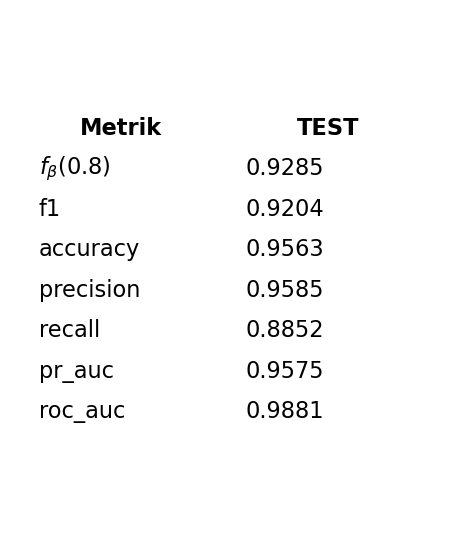 Metrik TEST
fβ(0.8) 0.9285
f1 0.9204
accuracy 0.9563
precision 0.9585
recall 0.8852
pr_auc 0.9575
roc_auc 0.9881